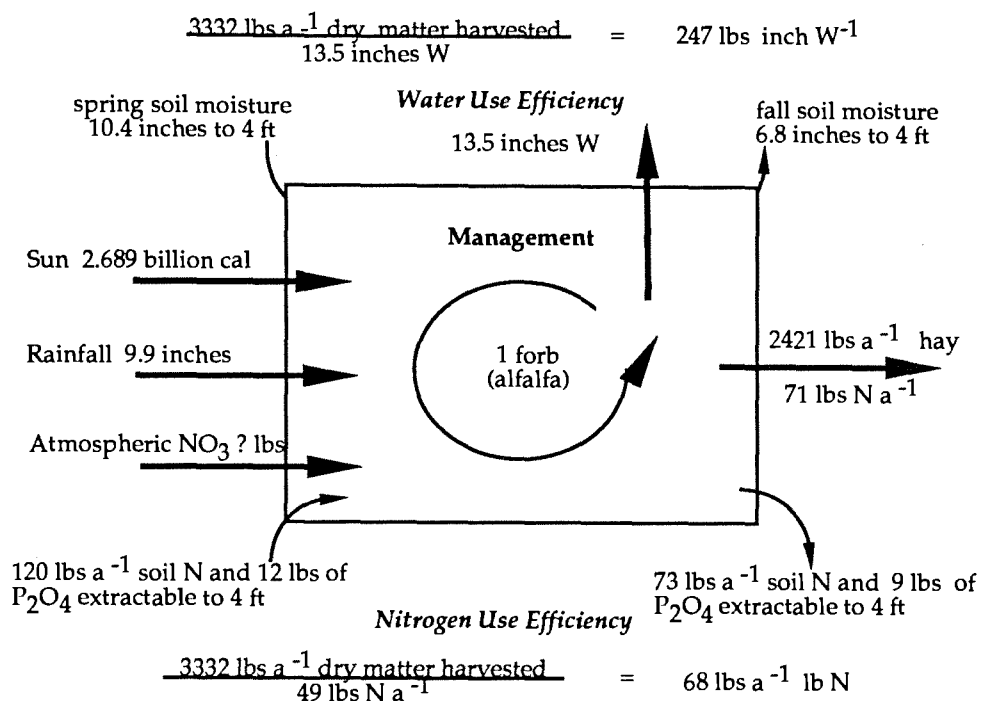 3332 lbs a -1 dry matter harvested
13.5 inches W
= 247 lbs inch W-1
Water Use Efficiency
13.5 inches W
spring soil moisture
10.4 inches to 4 ft
fall soil moisture
6.8 inches to 4 ft
Management
Sun 2.689 billion cal
Rainfall 9.9 inches
Atmospheric NO3 ? lbs
1 forb
(alfalfa)
2421 lbs a -1 hay
71 lbs N a -1
120 lbs a -1 soil N and 12 lbs of
P2O4 extractable to 4 ft
73 lbs a -1 soil N and 9 lbs of
P2O4 extractable to 4 ft
Nitrogen Use Efficiency
3332 lbs a -1 dry matter harvested
49 lbs N a -1
= 68 lbs a -1 lb N